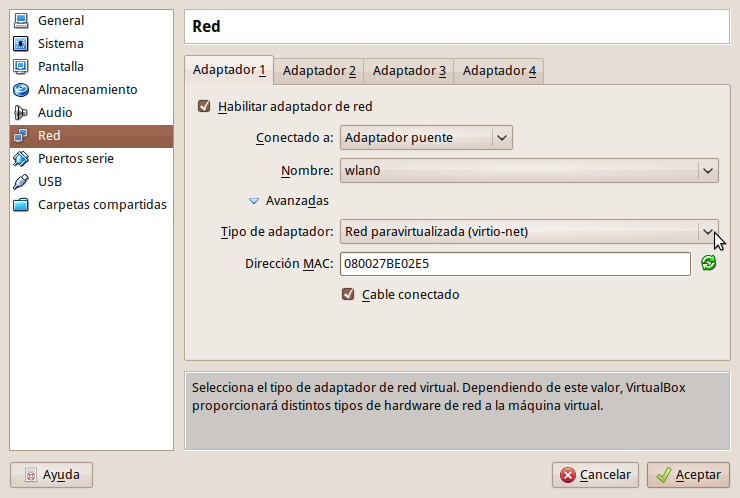 General
Sistema
Pantalla
Almacenamiento
Audio
Red
Puertos serie
USB
Carpetas compartidas
Red
Adaptador 1 Adaptador 2 Adaptador 3 Adaptador 4
Habilitar adaptador de red
Conectado a: Adaptador puente
Nombre: wlan0
Avanzadas
Tipo de adaptador: Red paravirtualizada (virtio-net)
Dirección MAC: 080027BE02E5
Cable conectado
Selecciona el tipo de adaptador de red virtual. Dependiendo de este valor, VirtualBox
proporcionará distintos tipos de hardware de red a la máquina virtual.
Ayuda Cancelar Aceptar